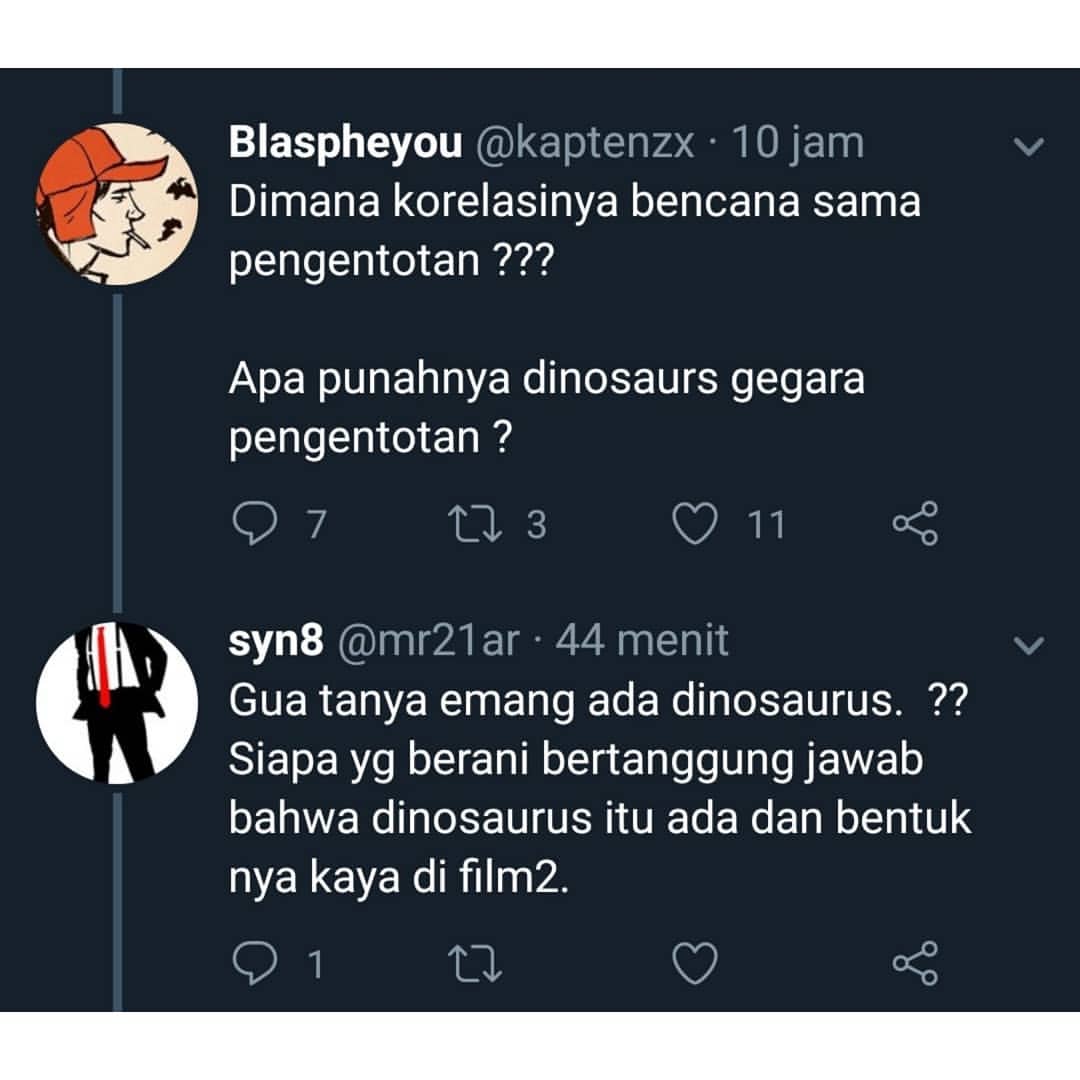 Blaspheyou @kaptenzx · 10 jam
Dimana korelasinya bencana sama
pengentotan ???
Apa punahnya dinosaurs gegara
pengentotan ?
7 3 11
syn8 @mr21ar · 44 menit
Gua tanya emang ada dinosaurus.  ??
Siapa yg berani bertanggung jawab
bahwa dinosaurus itu ada dan bentuk
nya kaya di film2.
1